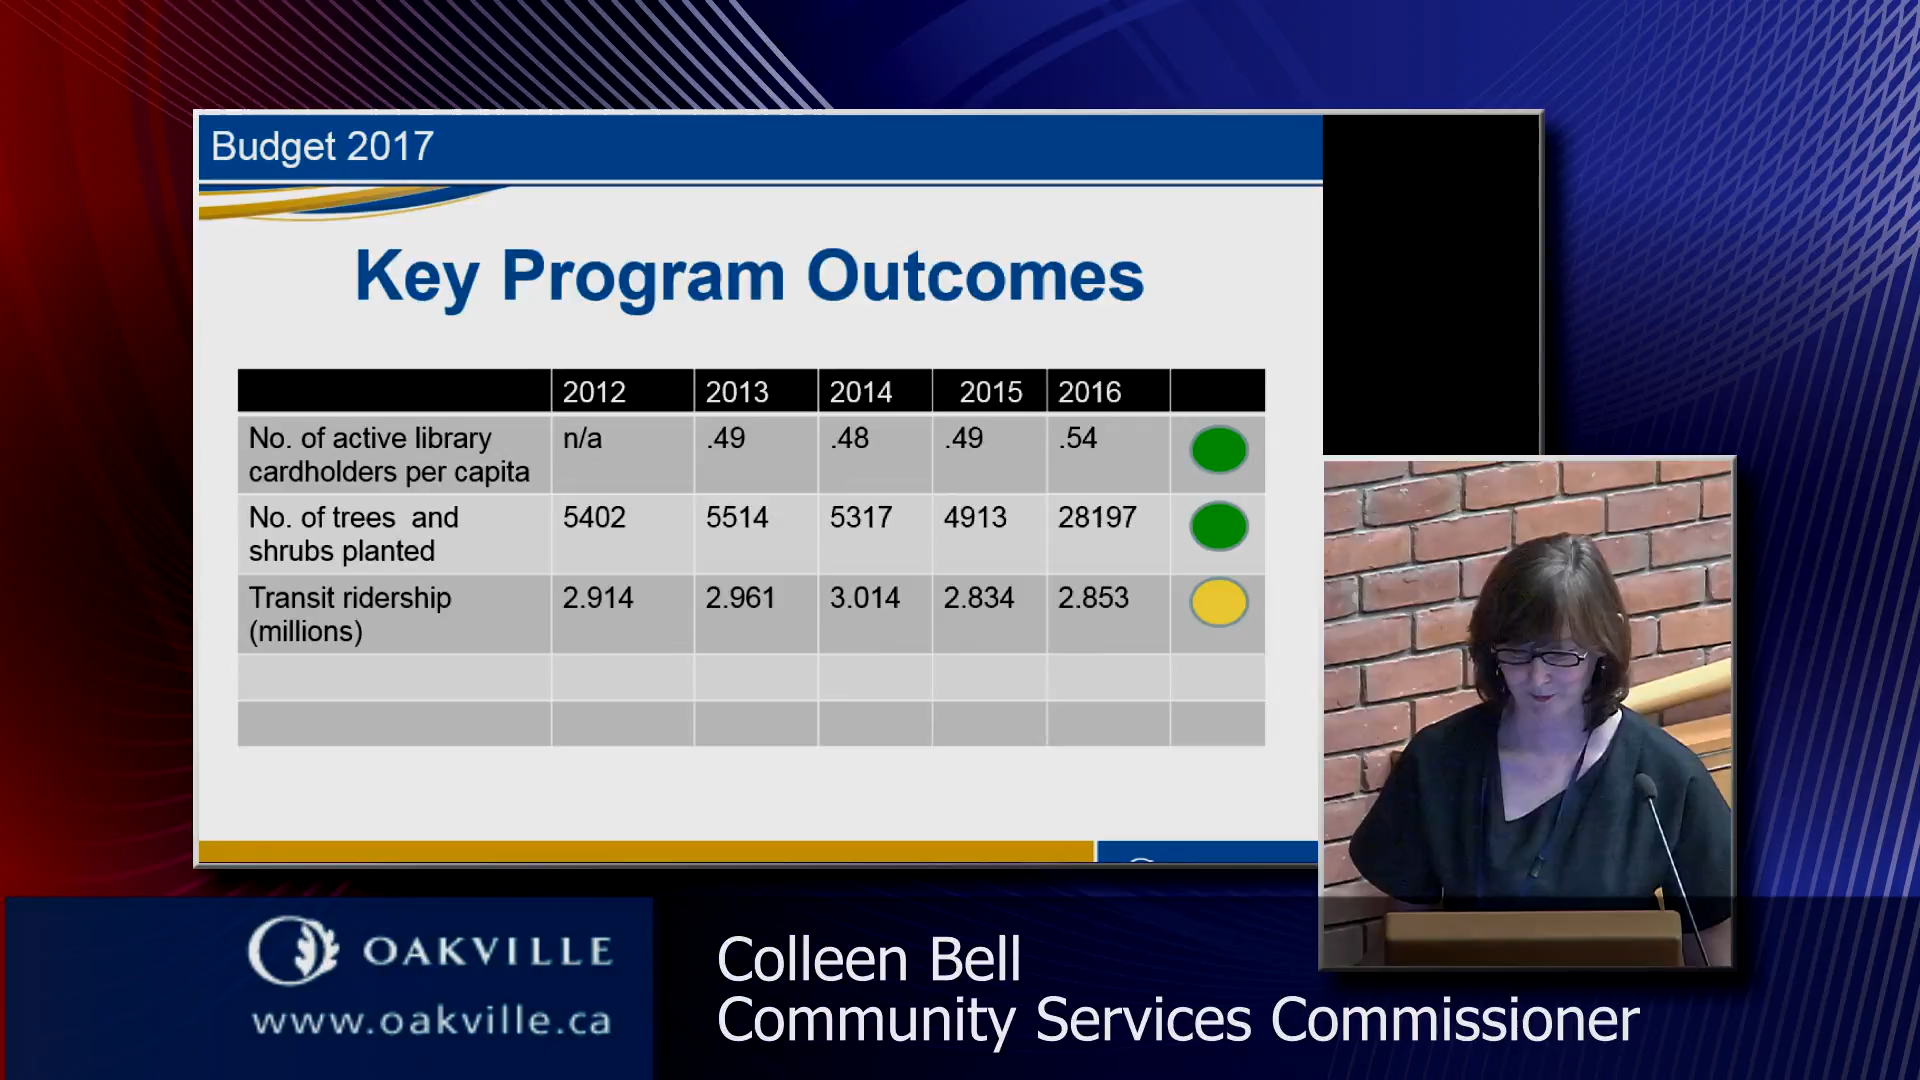 Budget 2017
Key Program Outcomes
2012 2013 2014 2015 2016
No. of active library cardholders per capita n/a .49 .48 .49 .54
No. of trees and shrubs planted 5402 5514 5317 4913 28197
Transit ridership (millions) 2.914 2.961 3.014 2.834 2.853
OAKVILLE
www.oakville.ca
Colleen Bell
Community Services Commissioner